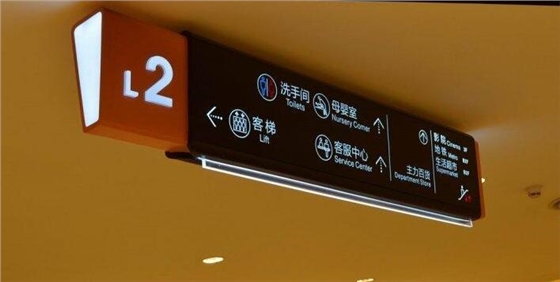 L2
洗手间
Toilets
母婴室
Nursery Corner
客梯
Lift
客服中心
Service Center
主力百货
Department Store
影院 Cinema
地铁 Metro
生活超市
Supermarket